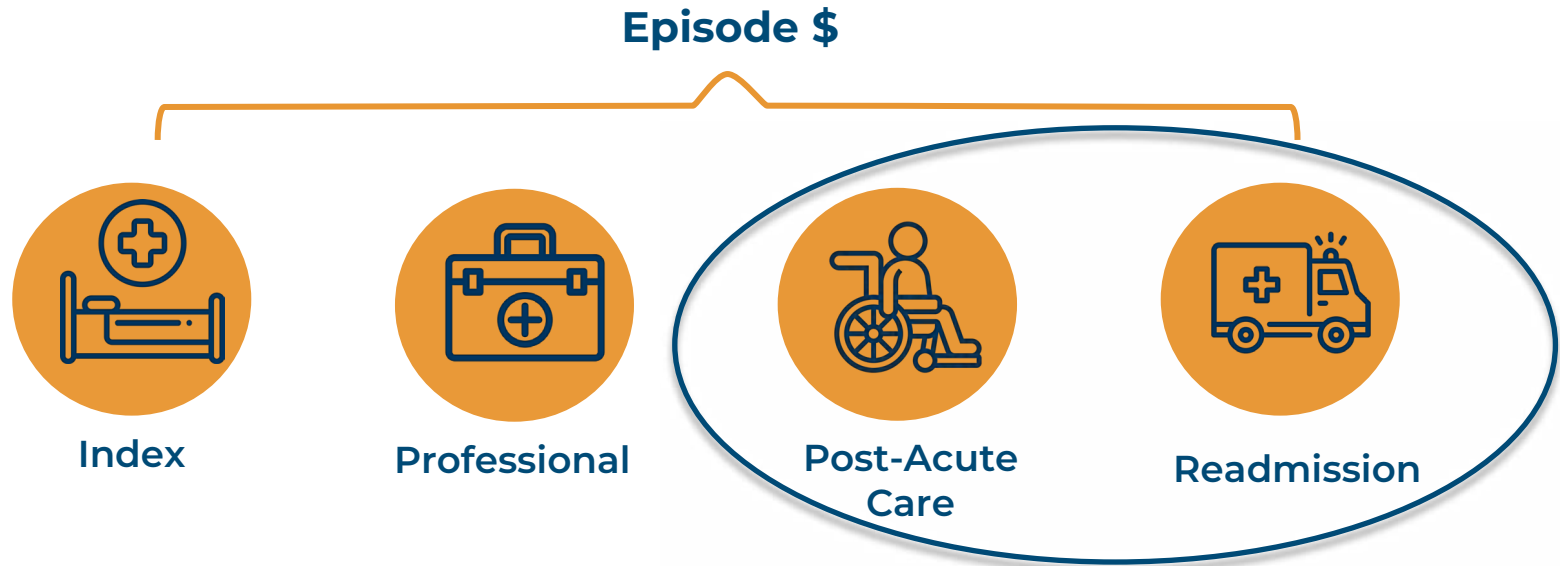 Episode $
Index
Professional
Post-Acute
Care
Readmission